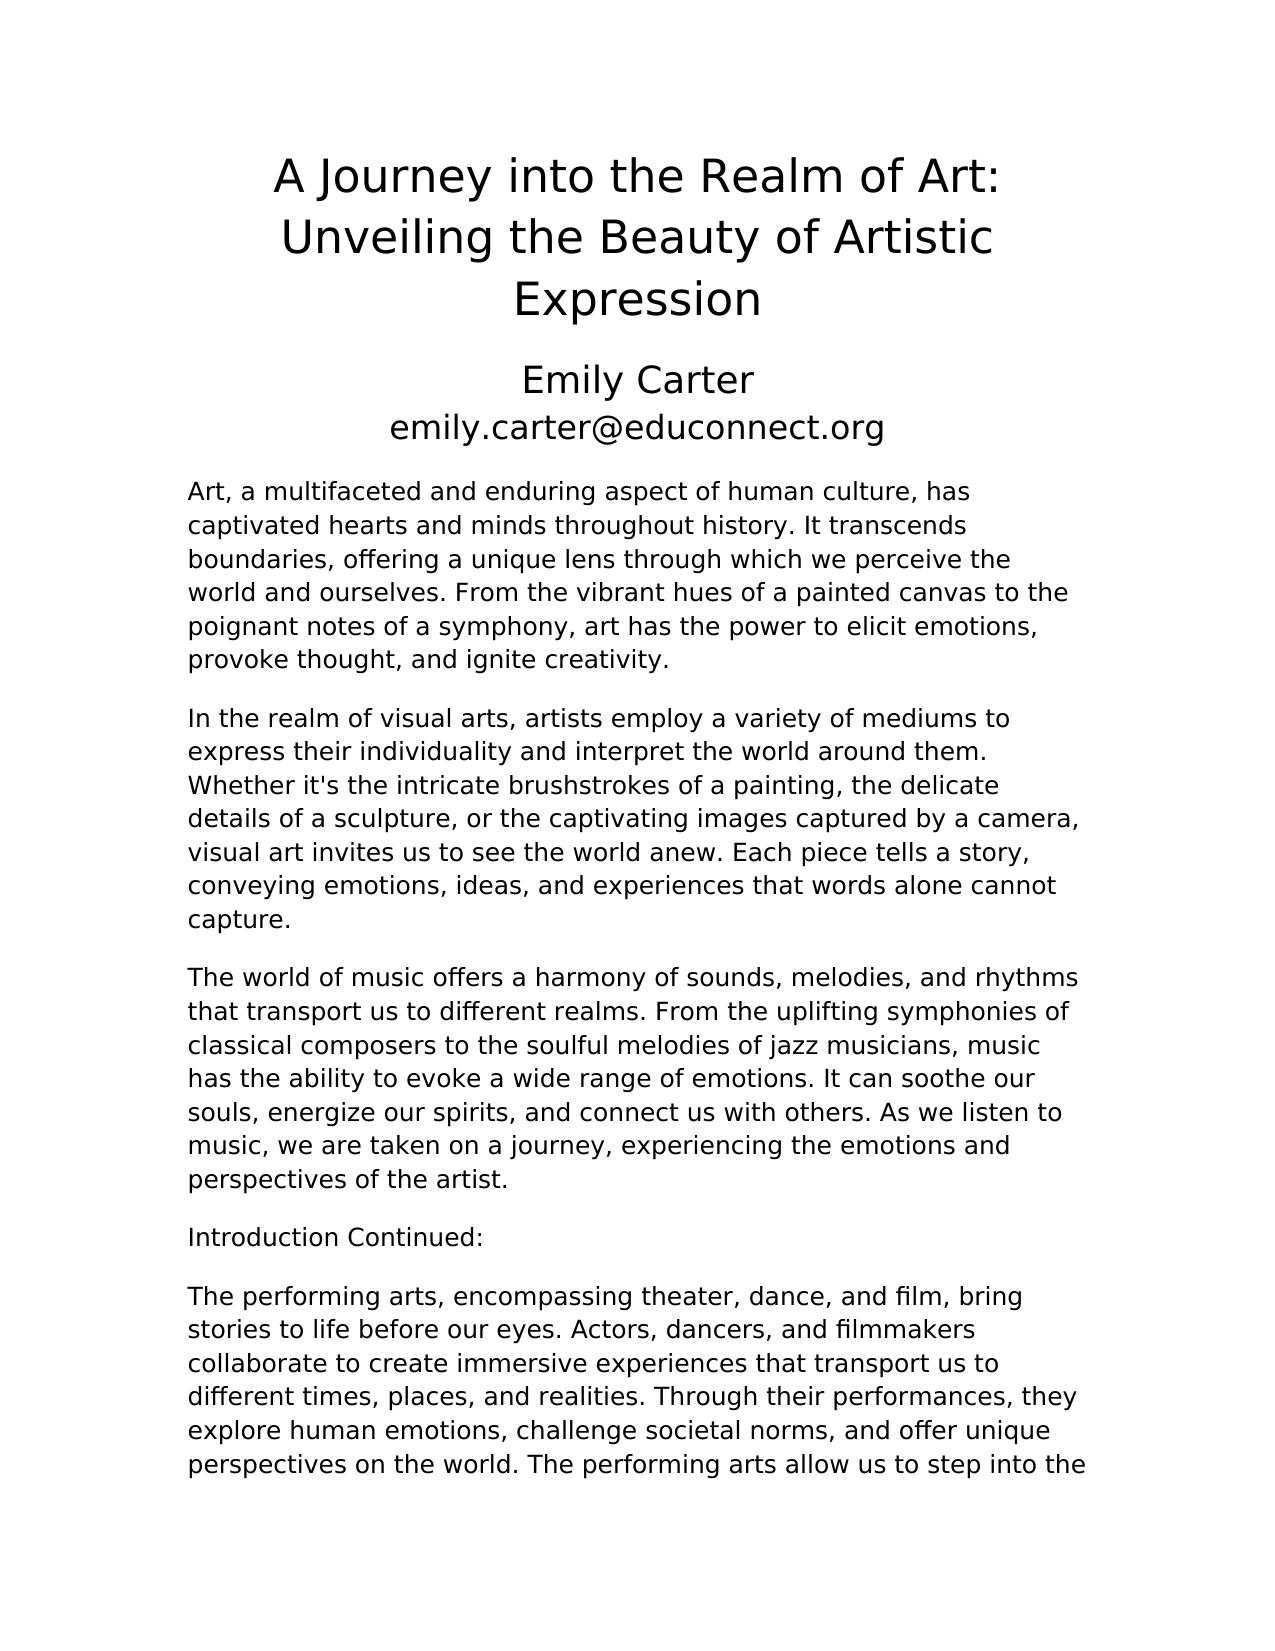 A Journey into the Realm of Art:
Unveiling the Beauty of Artistic
Expression
Emily Carter
emily.carter@educonnect.org
Art, a multifaceted and enduring aspect of human culture, has
captivated hearts and minds throughout history. It transcends
boundaries, offering a unique lens through which we perceive the
world and ourselves. From the vibrant hues of a painted canvas to the
poignant notes of a symphony, art has the power to elicit emotions,
provoke thought, and ignite creativity.
In the realm of visual arts, artists employ a variety of mediums to
express their individuality and interpret the world around them.
Whether it's the intricate brushstrokes of a painting, the delicate
details of a sculpture, or the captivating images captured by a camera,
visual art invites us to see the world anew. Each piece tells a story,
conveying emotions, ideas, and experiences that words alone cannot
capture.
The world of music offers a harmony of sounds, melodies, and rhythms
that transport us to different realms. From the uplifting symphonies of
classical composers to the soulful melodies of jazz musicians, music
has the ability to evoke a wide range of emotions. It can soothe our
souls, energize our spirits, and connect us with others. As we listen to
music, we are taken on a journey, experiencing the emotions and
perspectives of the artist.
Introduction Continued:
The performing arts, encompassing theater, dance, and film, bring
stories to life before our eyes. Actors, dancers, and filmmakers
collaborate to create immersive experiences that transport us to
different times, places, and realities. Through their performances, they
explore human emotions, challenge societal norms, and offer unique
perspectives on the world. The performing arts allow us to step into the